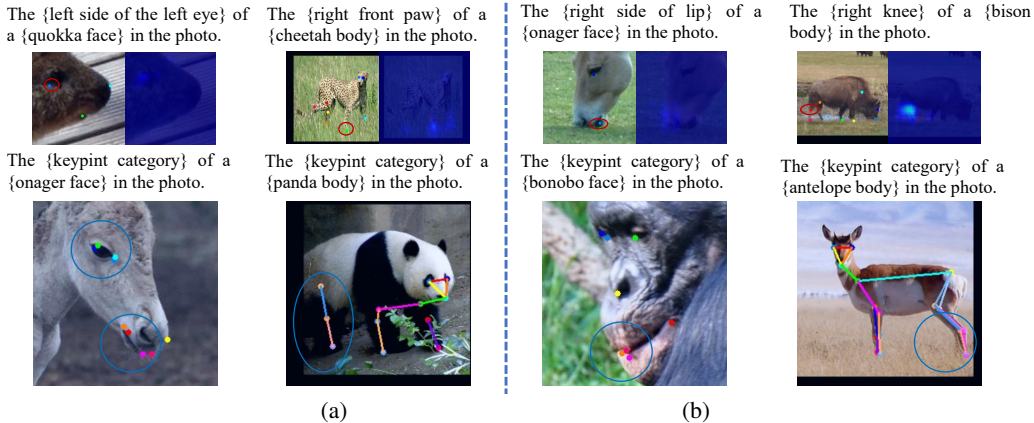 The {left side of the left eye} of
a {quokka face} in the photo.
The {right front paw} of a
{cheetah body} in the photo.
The {right side of lip} of a
{onager face} in the photo.
The {right knee} of a {bison
body} in the photo.
The {keypint category} of a
{onager face} in the photo.
The {keypint category} of a
{panda body} in the photo.
The {keypint category} of a
{bonobo face} in the photo.
The {keypint category} of a
{antelope body} in the photo.
(a)
(b)